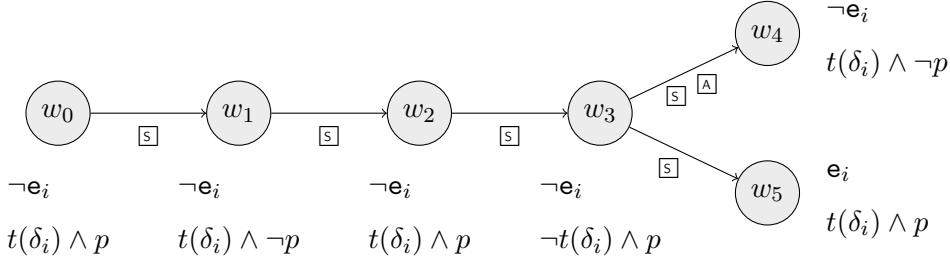 w₄
¬e_i
t(δ_i) ∧ ¬p
S A
w₀ w₁ w₂ w₃
S S S
S
w₅
e_i
t(δ_i) ∧ p
¬e_i ¬e_i ¬e_i ¬e_i
t(δ_i) ∧ p t(δ_i) ∧ ¬p t(δ_i) ∧ p ¬t(δ_i) ∧ p